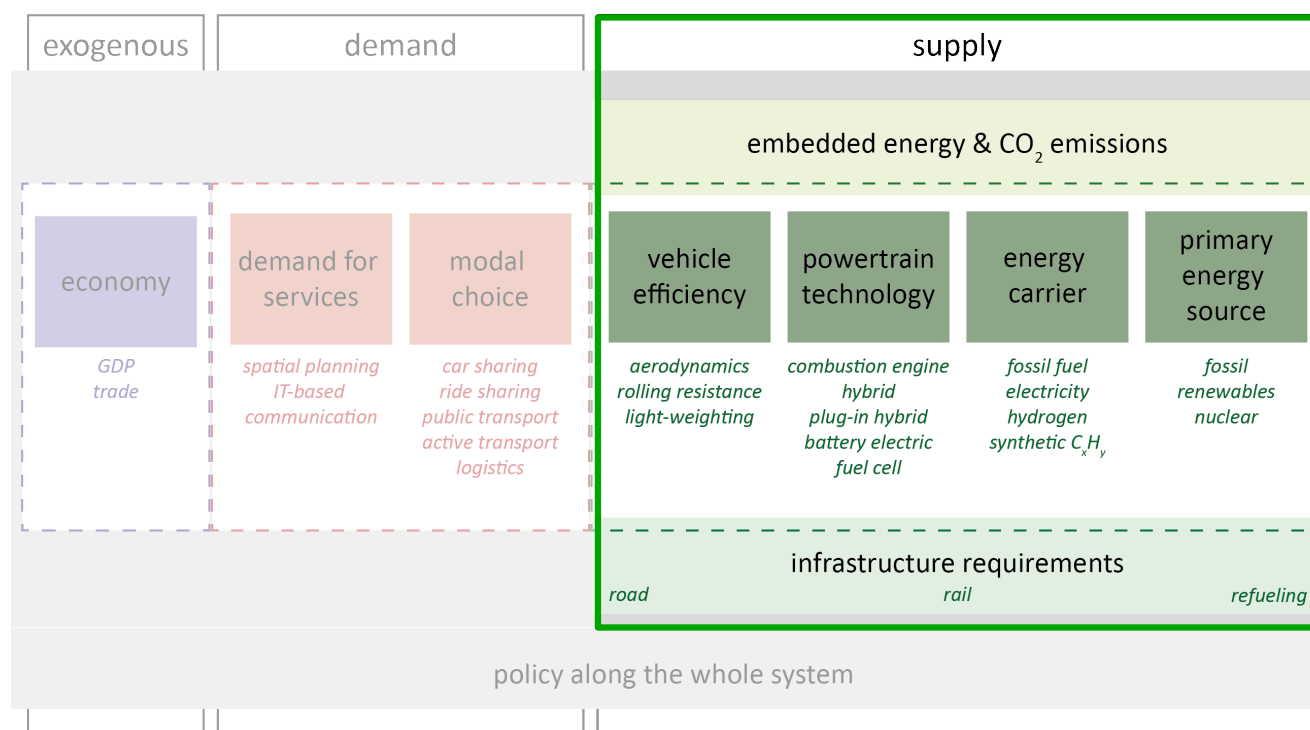 exogenous
demand
supply
embedded energy & CO₂ emissions
economy
GDP
trade
demand for
services
spatial planning
IT-based
communication
modal
choice
car sharing
ride sharing
public transport
active transport
logistics
vehicle
efficiency
aerodynamics
rolling resistance
light-weighting
powertrain
technology
combustion engine
hybrid
plug-in hybrid
battery electric
fuel cell
energy
carrier
fossil fuel
electricity
hydrogen
synthetic CₓHy
primary
energy
source
fossil
renewables
nuclear
infrastructure requirements
road rail refueling
policy along the whole system